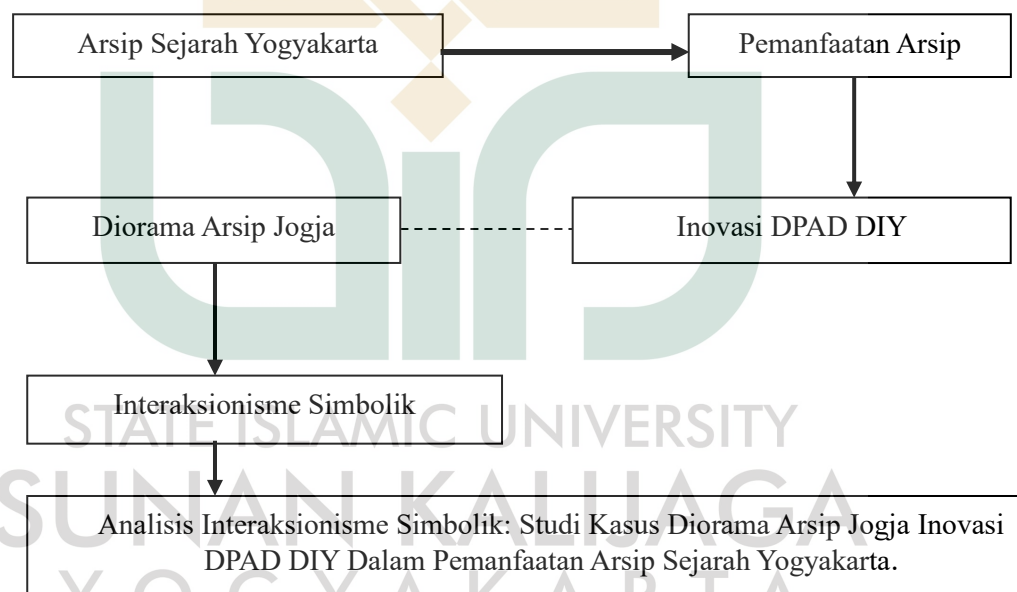 Arsip Sejarah Yogyakarta
Pemanfaatan Arsip
Diorama Arsip Jogja
Inovasi DPAD DIY
Interaksionisme Simbolik
STATE ISLAMIC UNIVERSITY
SUNAN KALIJAGA
Analisis Interaksionisme Simbolik: Studi Kasus Diorama Arsip Jogja Inovasi
DPAD DIY Dalam Pemanfaatan Arsip Sejarah Yogyakarta.
YOGYAKARTA